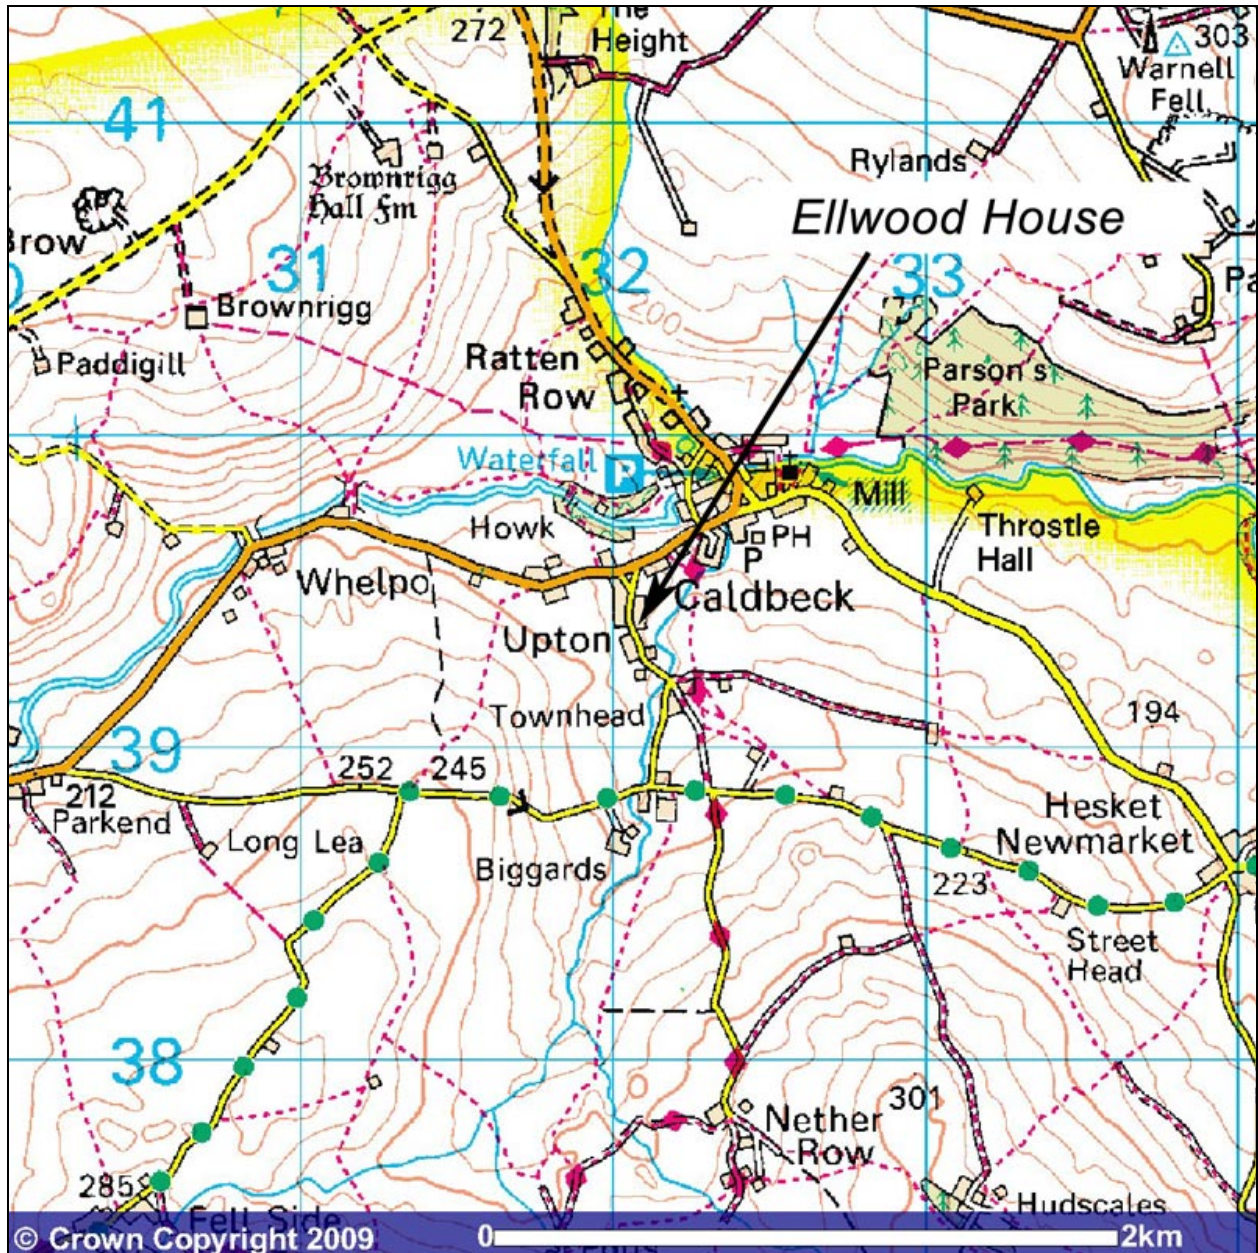 272
Height
303
Warnell
Fell
41
Rylands
Brownrigg
Hall Fm
Ellwood House
Brow
31
32
33
Brownrigg
200
Paddigill
Ratten
Row
Parson's
Park
Waterfall
P
Mill
Howk
PH
P
Throstle
Hall
Whelpo
Caldbeck
Upton
Townhead
194
39
252
245
212
Parkend
Long Lea
Hesket
Newmarket
Biggards
223
Street
Head
38
301
Nether
Row
285
Fell Side
Hudscales
© Crown Copyright 2009
0
2km